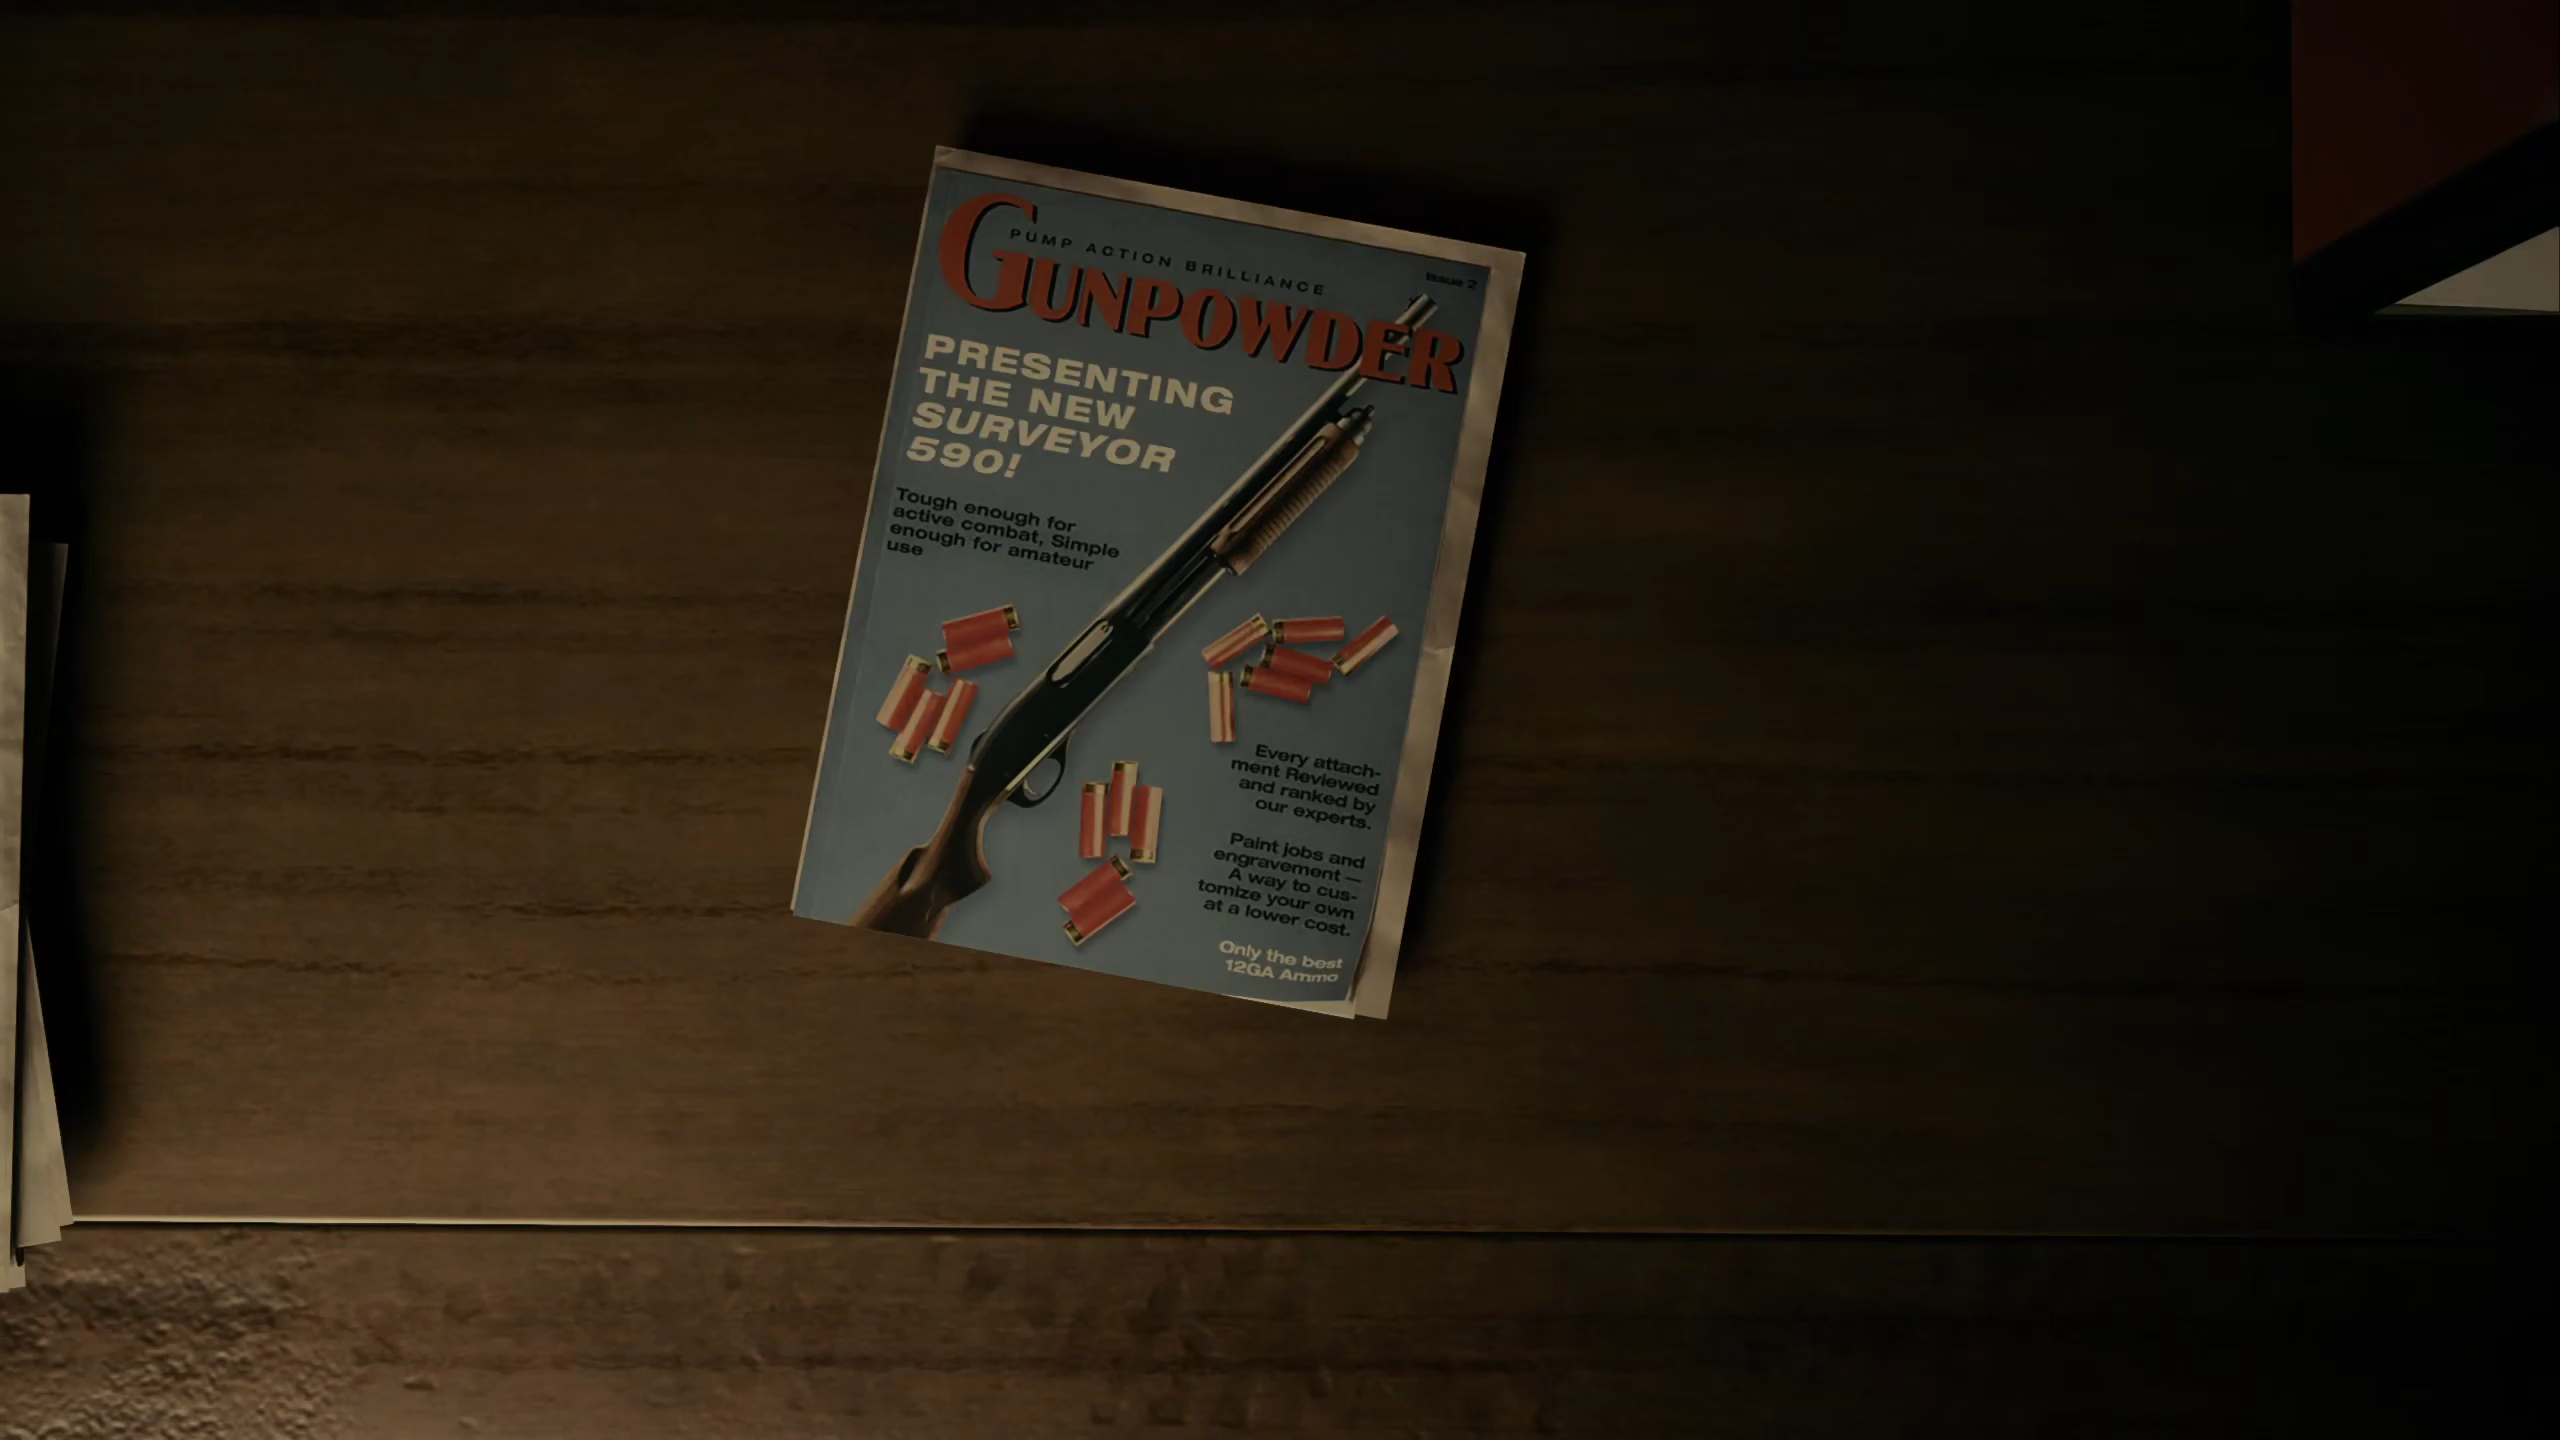 PUMP ACTION BRILLIANCE
Issue 2
GUNPOWDER
PRESENTING
THE NEW
SURVEYOR
590!
Tough enough for
active combat, Simple
enough for amateur
use
Every attach-
ment Reviewed
and ranked by
our experts.
Paint jobs and
engravement —
A way to cus-
tomize your own
at a lower cost.
Only the best
12GA Ammo